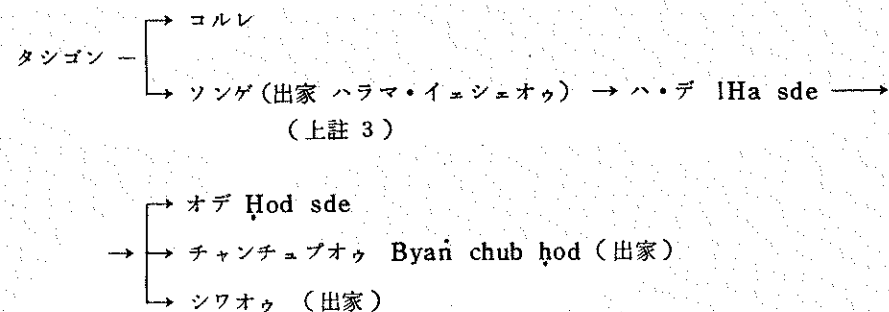 → コルレ
タシゴン —
→ ソンゲ(出家 ハラマ・イェシェオゥ) → ハ・デ lHa sde →
(上註 3)
→ オデ Ḥod sde
→ → チャンチュプオゥ Byaṅ chub ḥod(出家)
→ シワオゥ (出家)